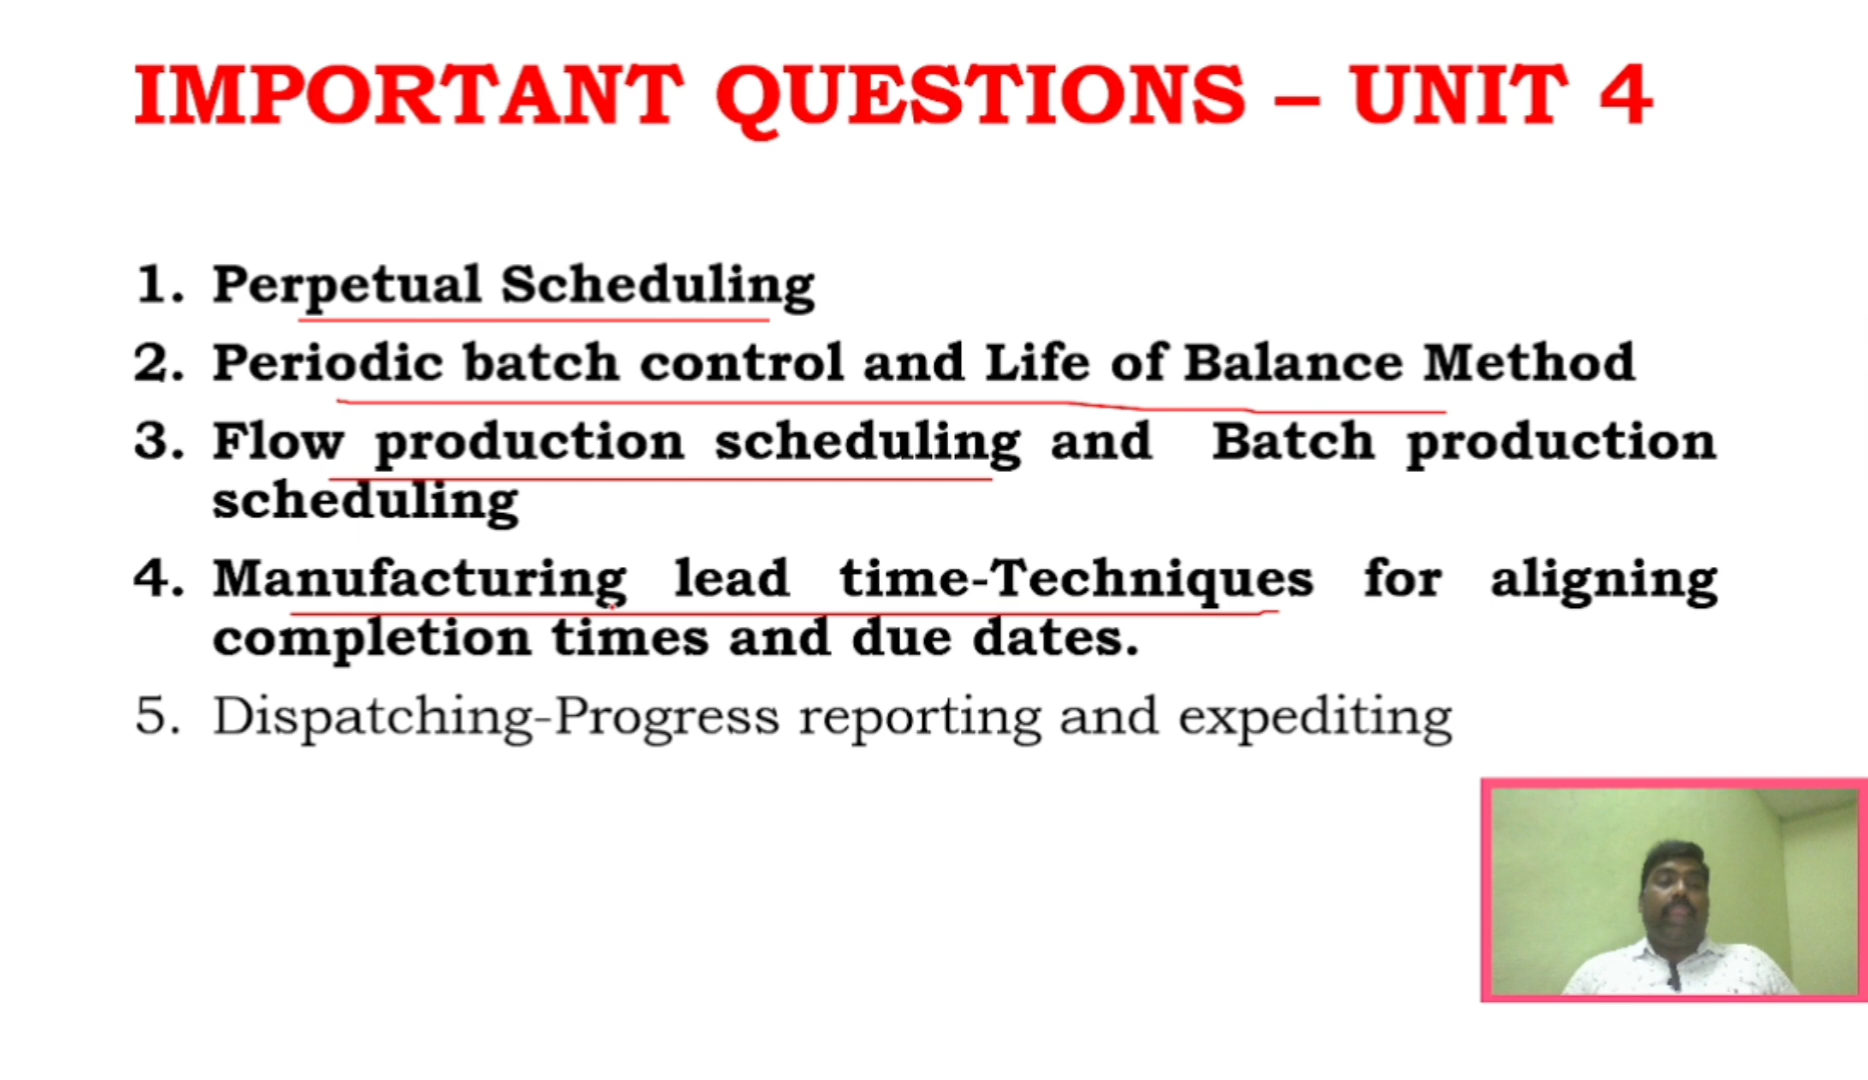 IMPORTANT QUESTIONS – UNIT 4
1. Perpetual Scheduling
2. Periodic batch control and Life of Balance Method
3. Flow production scheduling and Batch production
scheduling
4. Manufacturing lead time-Techniques for aligning
completion times and due dates.
5. Dispatching-Progress reporting and expediting